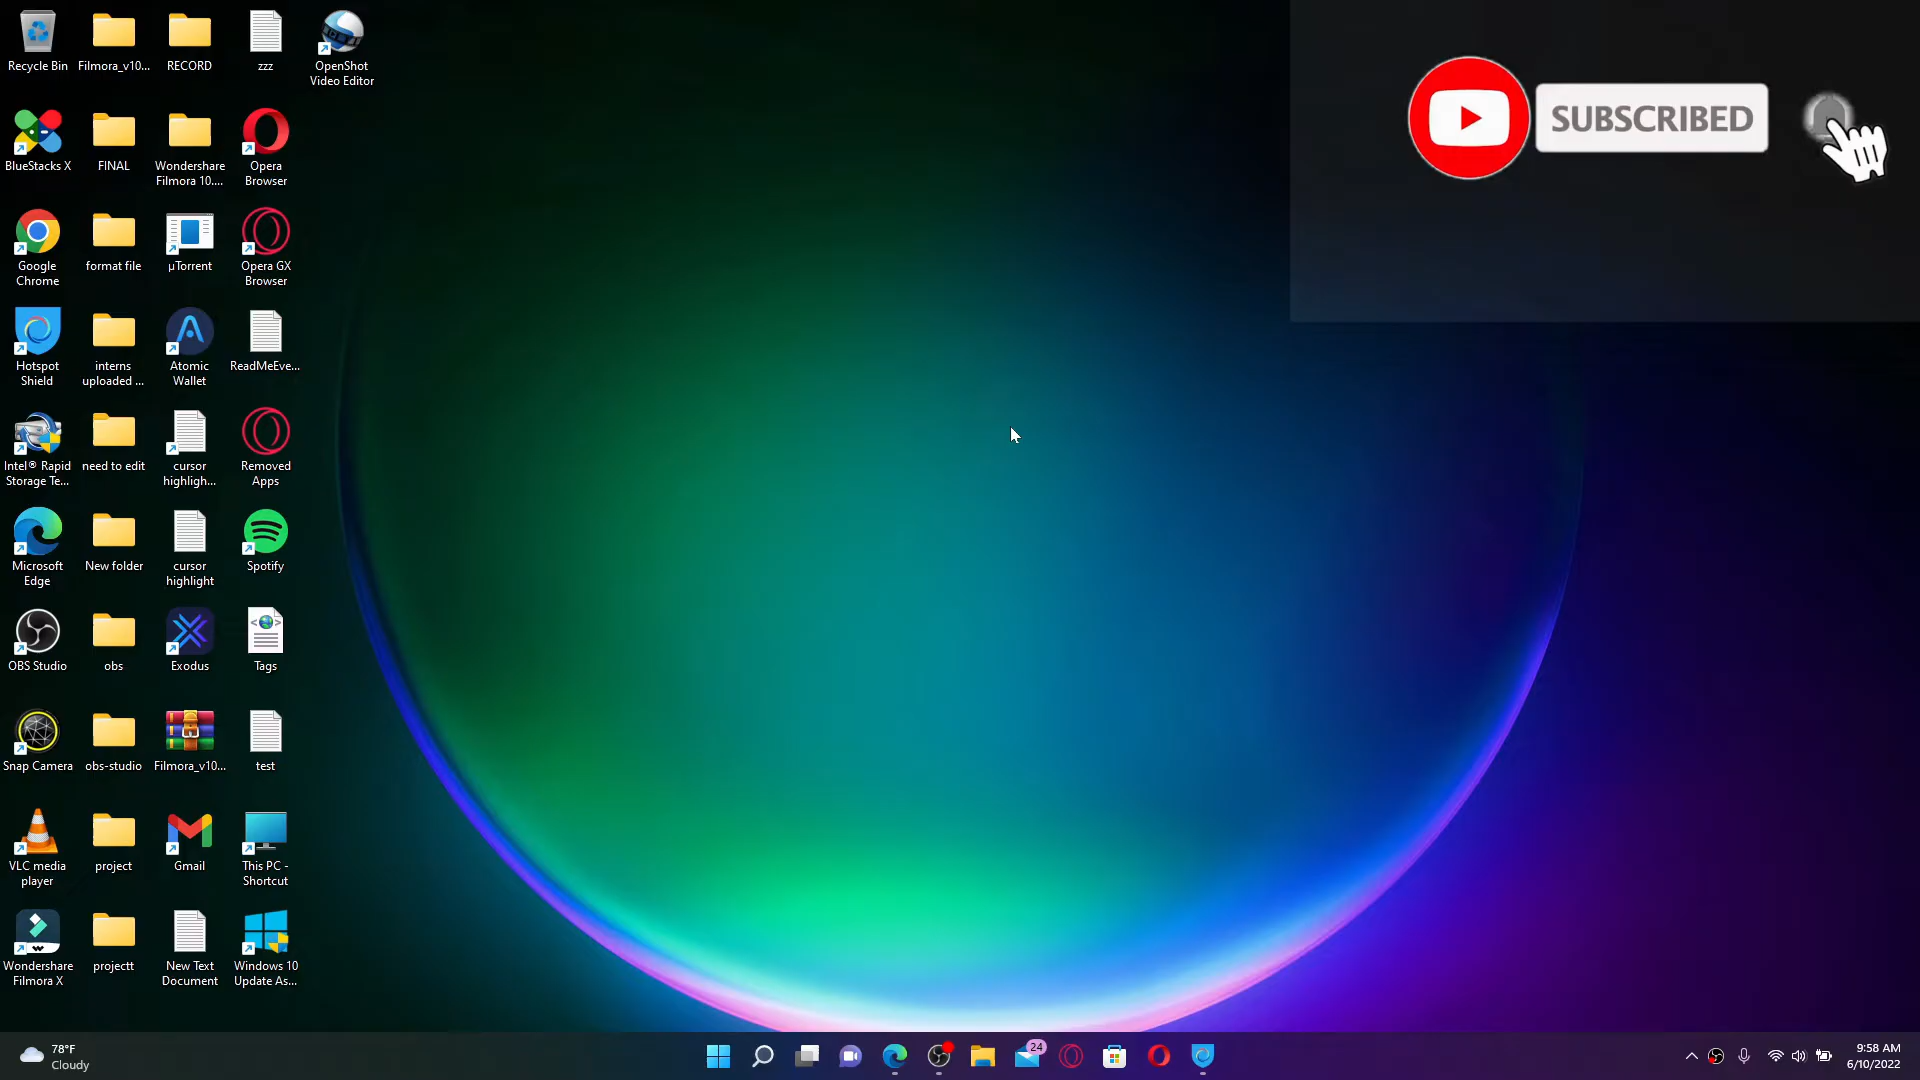 Recycle Bin
Filmora_v10...
RECORD
zzz
OpenShot
Video Editor
BlueStacks X
FINAL
Wondershare
Filmora 10....
Opera
Browser
Google
Chrome
format file
µTorrent
Opera GX
Browser
Hotspot
Shield
interns
uploaded ...
Atomic
Wallet
ReadMeEve...
Intel® Rapid
Storage Te...
need to edit
cursor
highligh...
Removed
Apps
Microsoft
Edge
New folder
cursor
highlight
Spotify
OBS Studio
obs
Exodus
Tags
Snap Camera
obs-studio
Filmora_v10...
test
VLC media
player
project
Gmail
This PC -
Shortcut
Wondershare
Filmora X
projectt
New Text
Document
Windows 10
Update As...
SUBSCRIBED
78°F
Cloudy
24
9:58 AM
6/10/2022